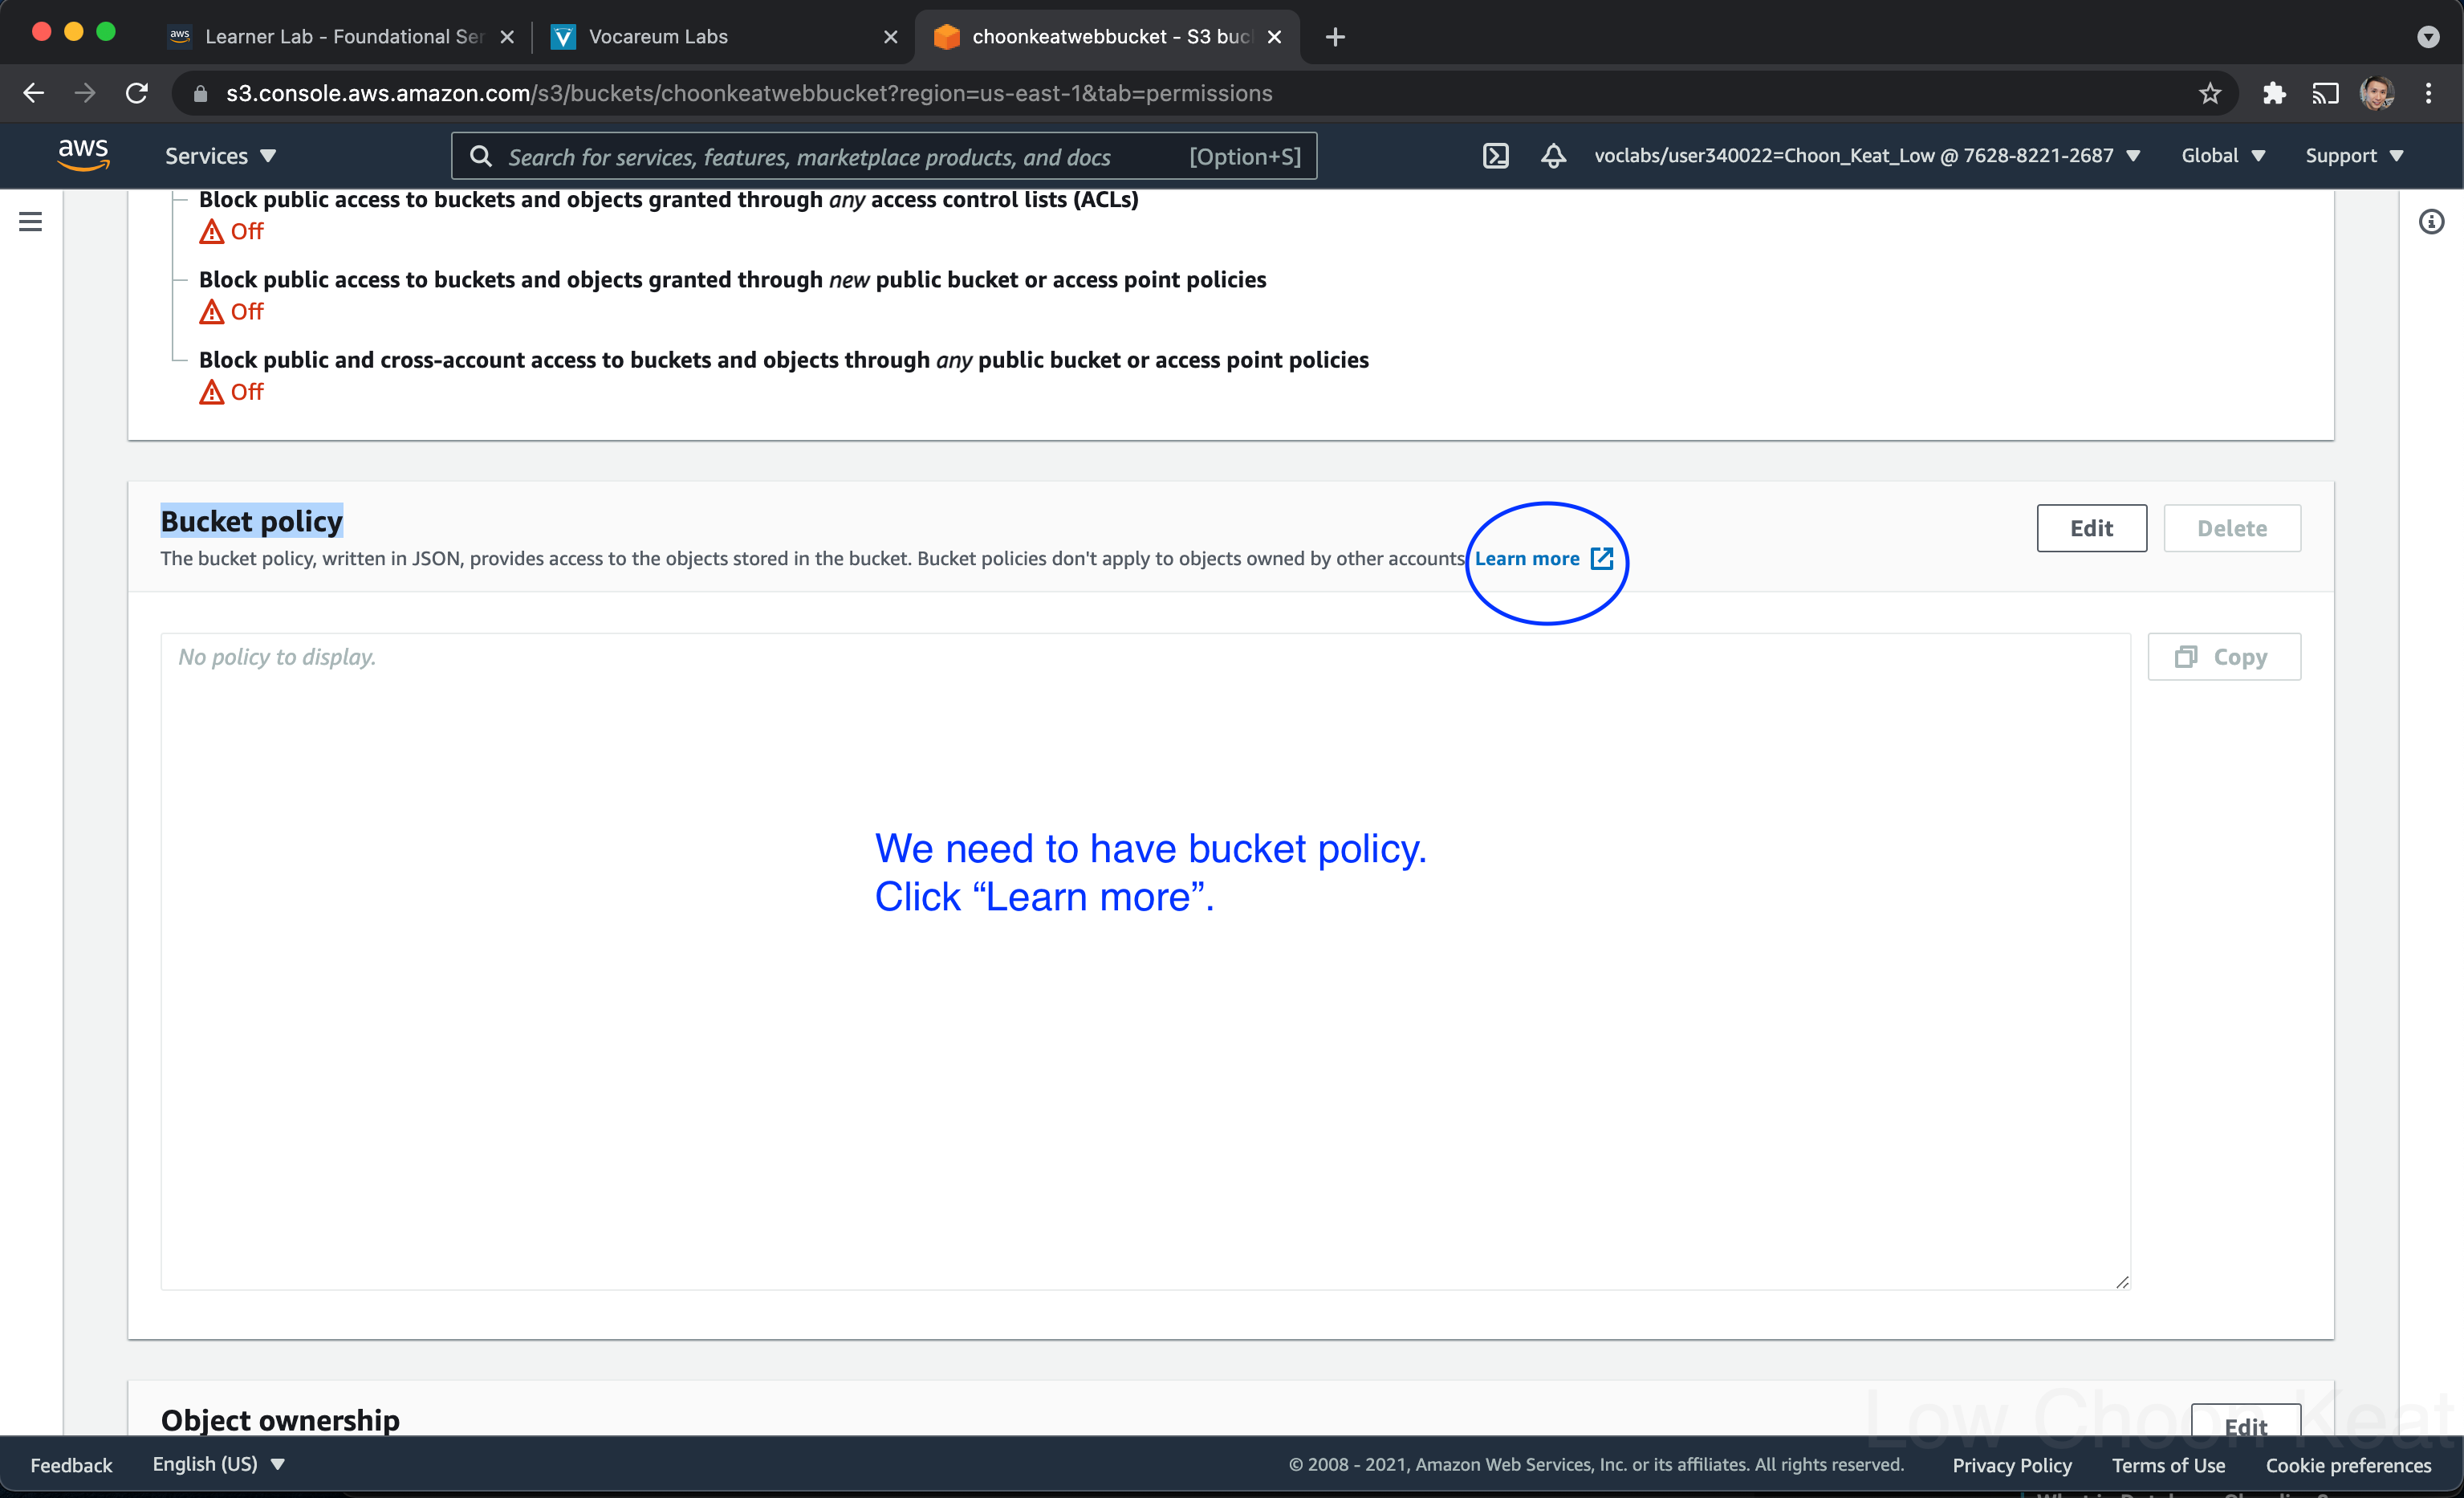 aws Learner Lab - Foundational Ser
Vocareum Labs
choonkeatwebbucket - S3 buc
s3.console.aws.amazon.com/s3/buckets/choonkeatwebbucket?region=us-east-1&tab=permissions
aws
Services
Search for services, features, marketplace products, and docs
[Option+S]
voclabs/user340022=Choon_Keat_Low @ 7628-8221-2687
Global
Support
Block public access to buckets and objects granted through any access control lists (ACLs)
Off
Block public access to buckets and objects granted through new public bucket or access point policies
Off
Block public and cross-account access to buckets and objects through any public bucket or access point policies
Off
Bucket policy
Edit
Delete
The bucket policy, written in JSON, provides access to the objects stored in the bucket. Bucket policies don't apply to objects owned by other accounts Learn more
No policy to display.
Copy
We need to have bucket policy.
Click “Learn more”.
Object ownership
Edit
Low Choon Keat
Feedback
English (US)
© 2008 - 2021, Amazon Web Services, Inc. or its affiliates. All rights reserved.
Privacy Policy
Terms of Use
Cookie preferences